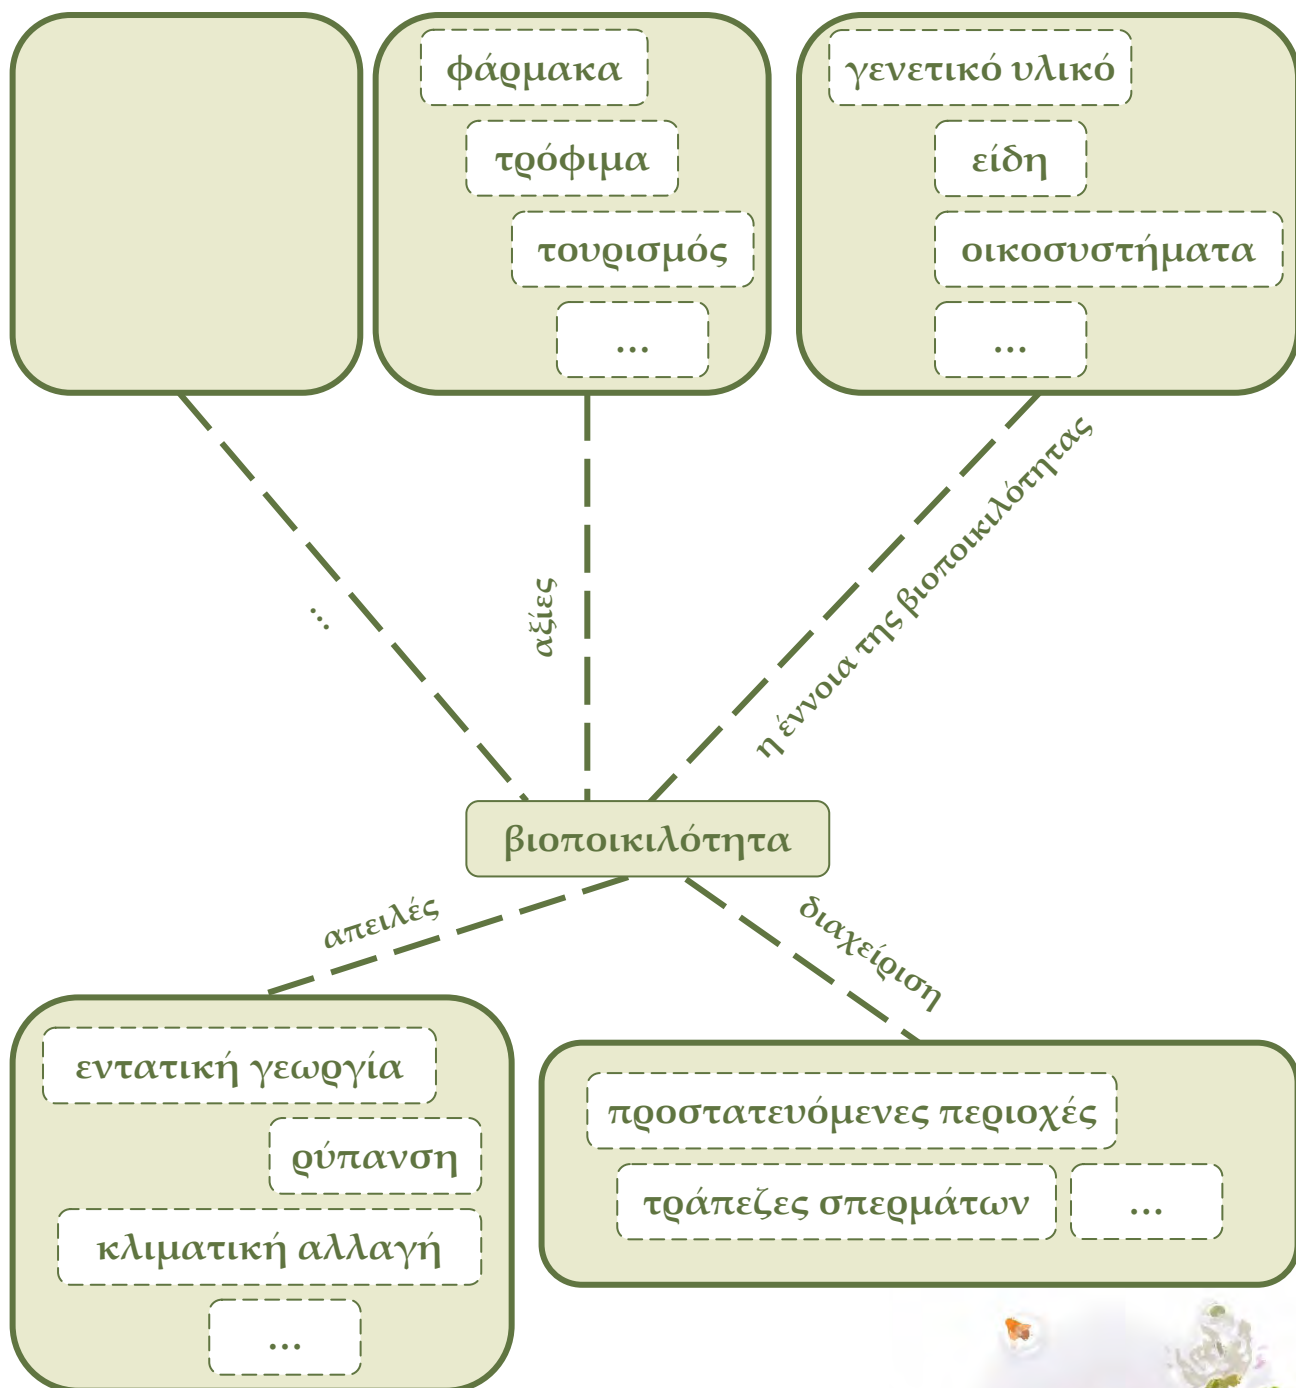 φάρμακα
τρόφιμα
τουρισμός
...
γενετικό υλικό
είδη
οικοσυστήματα
...
...
αξίες
η έννοια της βιοποικιλότητας
βιοποικιλότητα
απειλές
διαχείριση
εντατική γεωργία
ρύπανση
κλιματική αλλαγή
...
προστατευόμενες περιοχές
τράπεζες σπερμάτων
...